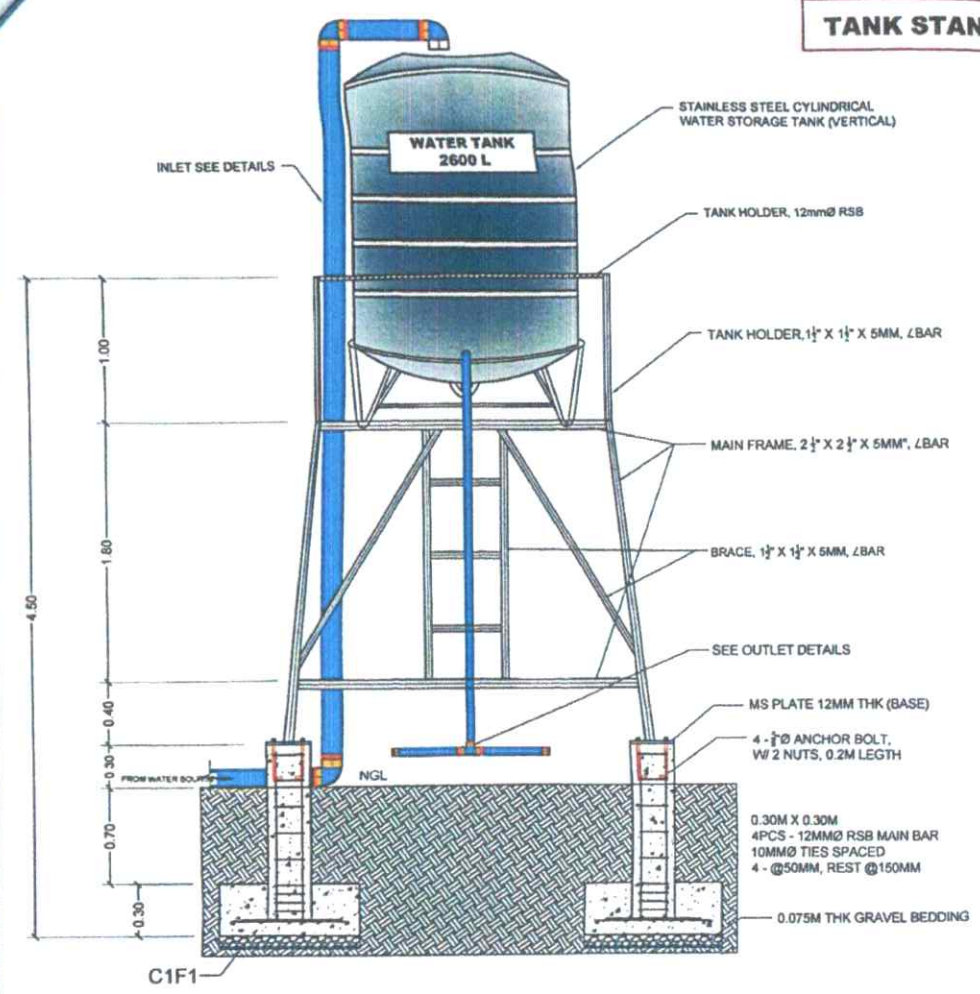 TANK STAN
STAINLESS STEEL CYLINDRICAL
WATER STORAGE TANK (VERTICAL)
WATER TANK
2600 L
INLET SEE DETAILS
TANK HOLDER, 12mmØ RSB
TANK HOLDER, 1½" X 1½" X 5MM, ∠BAR
MAIN FRAME, 2½" X 2½" X 5MM", ∠BAR
BRACE, 1½" X 1½" X 5MM, ∠BAR
SEE OUTLET DETAILS
MS PLATE 12MM THK (BASE)
ANCHOR BOLT,
W/ 2 NUTS, 0.2M LEGTH
1.00
1.80
4.50
0.40
0.30
0.70
0.30
FROM WATER
NGL
0.30M X 0.30M
4PCS - 12MMØ RSB MAIN BAR
10MMØ TIES SPACED
4 - @50MM, REST @150MM
0.075M THK GRAVEL BEDDING
C1F1